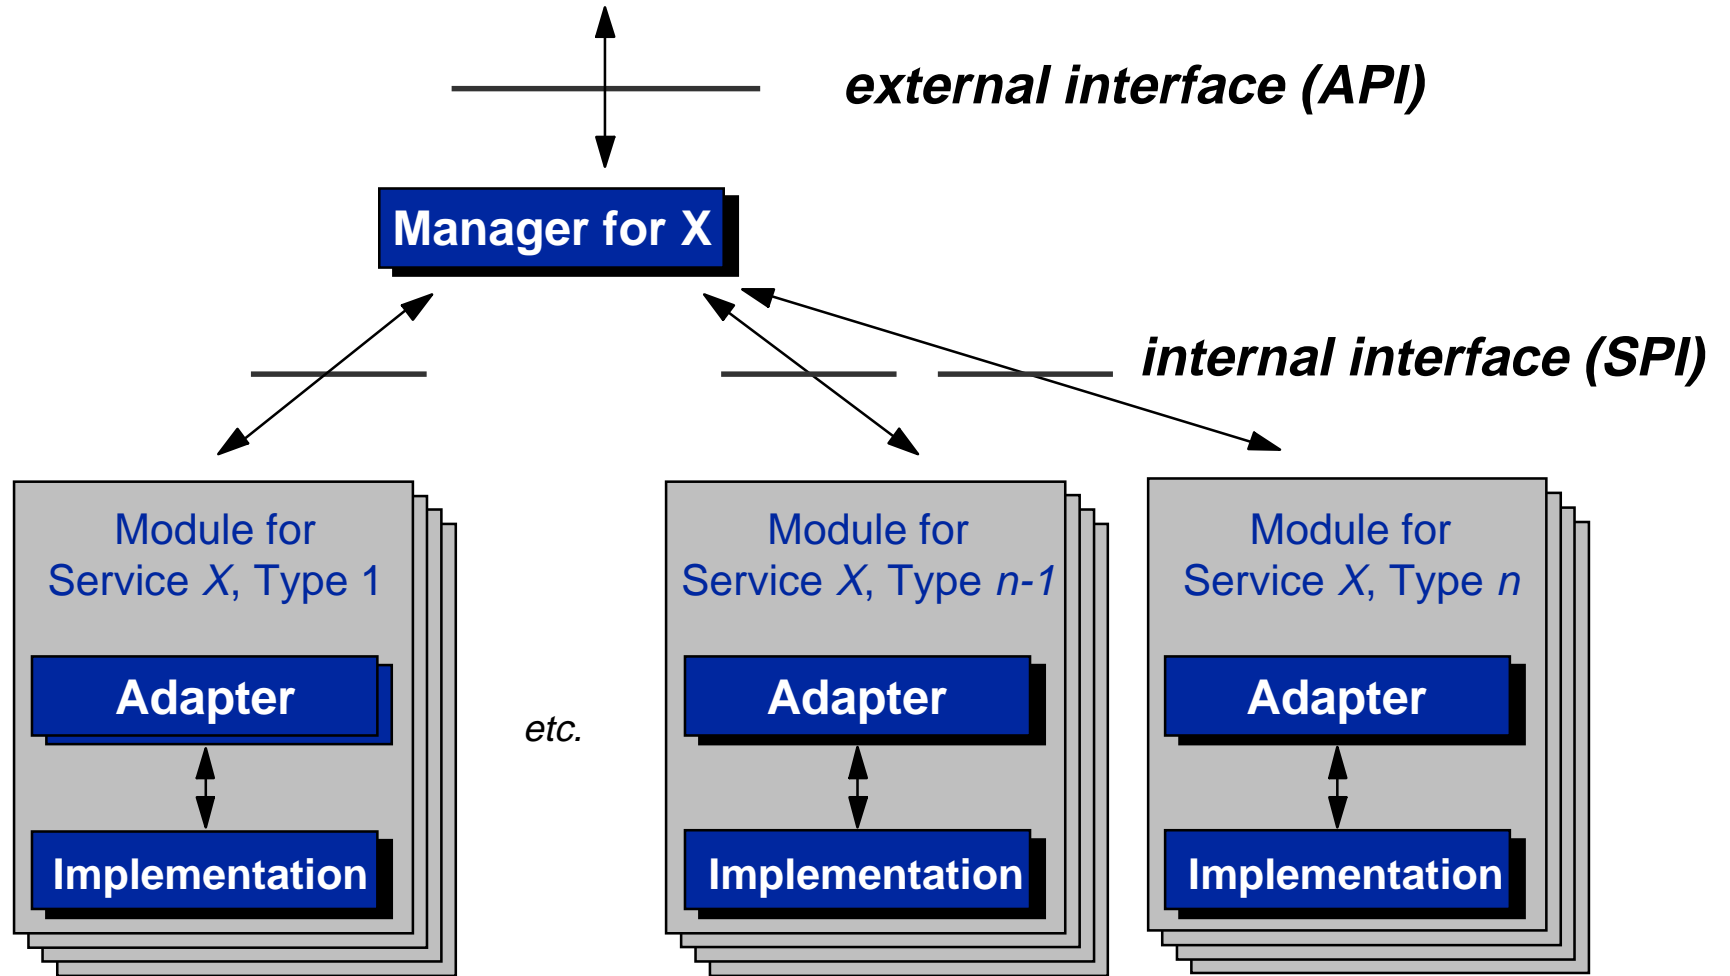 external interface (API)
Manager for X
internal interface (SPI)
Module for
Service X, Type 1
Adapter
Implementation
etc.
Module for
Service X, Type n-1
Adapter
Implementation
Module for
Service X, Type n
Adapter
Implementation